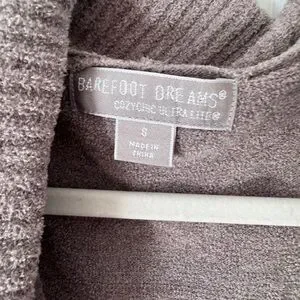 BAREFOOT DREAMS®
COZYCHIC ULTRA LITE®
S
MADE IN
CHINA